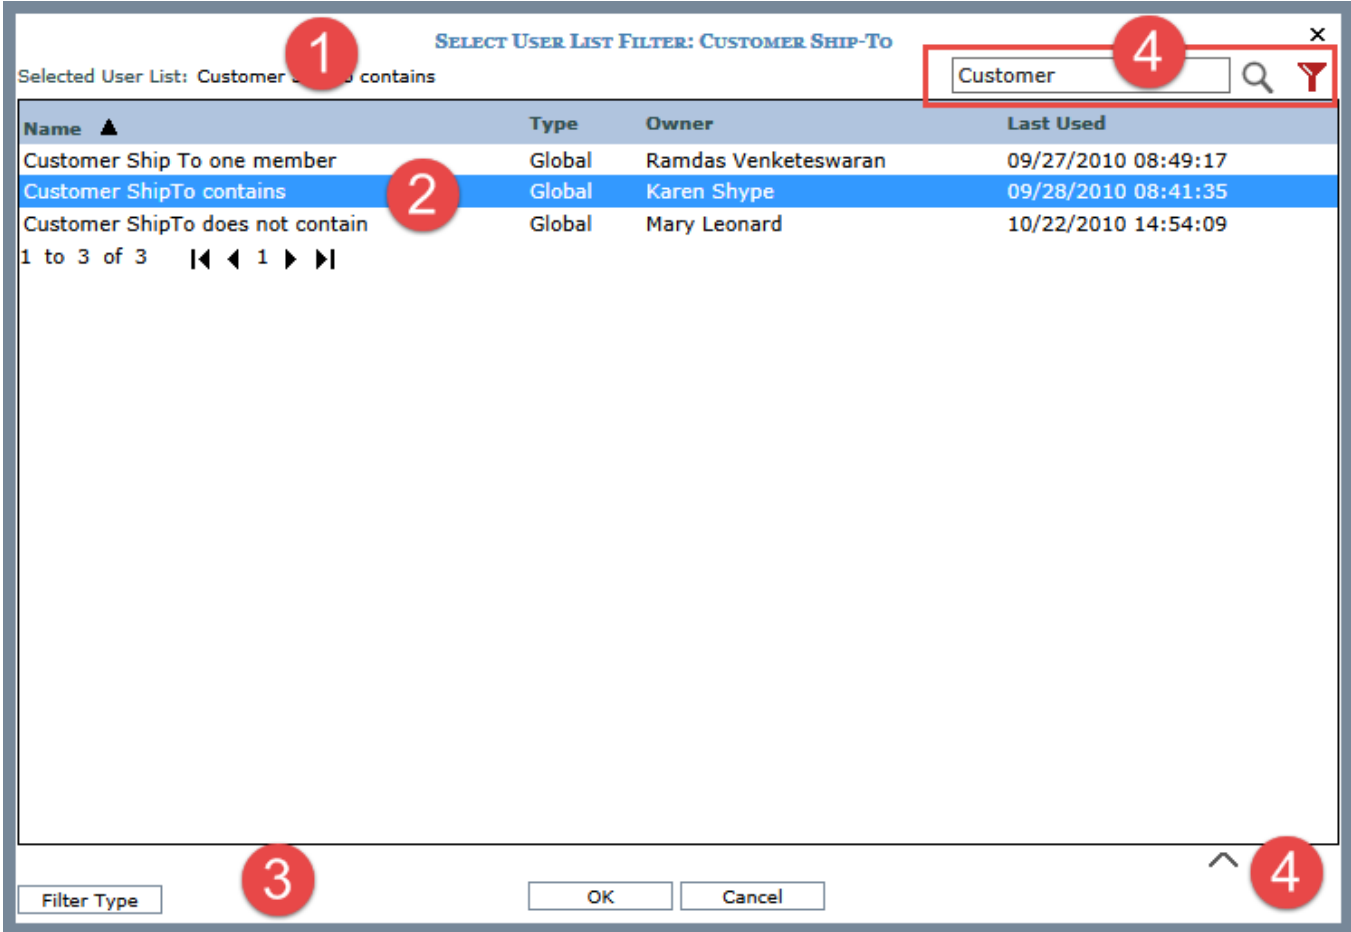 1
SELECT USER LIST FILTER: CUSTOMER SHIP-TO
4
Selected User List: Customer contains
Customer
Name Type Owner Last Used
Customer Ship To one member Global Ramdas Venketeswaran 09/27/2010 08:49:17
Customer ShipTo contains 2 Global Karen Shype 09/28/2010 08:41:35
Customer ShipTo does not contain Global Mary Leonard 10/22/2010 14:54:09
1 to 3 of 3 1
3
4
Filter Type OK Cancel